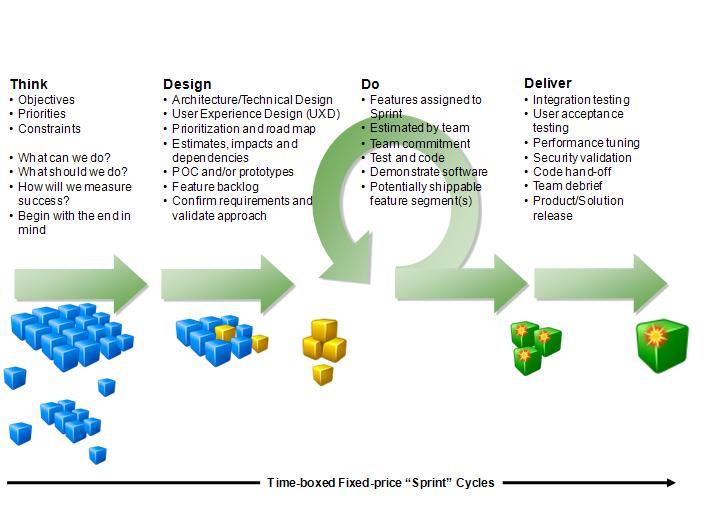 Think
• Objectives
• Priorities
• Constraints
• What can we do?
• What should we do?
• How will we measure
success?
• Begin with the end in
mind
Design
• Architecture/Technical Design
• User Experience Design (UXD)
• Prioritization and road map
• Estimates, impacts and
dependencies
• POC and/or prototypes
• Feature backlog
• Confirm requirements and
validate approach
Do
• Features assigned to
Sprint
• Estimated by team
• Team commitment
• Test and code
• Demonstrate software
• Potentially shippable
feature segment(s)
Deliver
• Integration testing
• User acceptance
testing
• Performance tuning
• Security validation
• Code hand-off
• Team debrief
• Product/Solution
release
Time-boxed Fixed-price “Sprint” Cycles